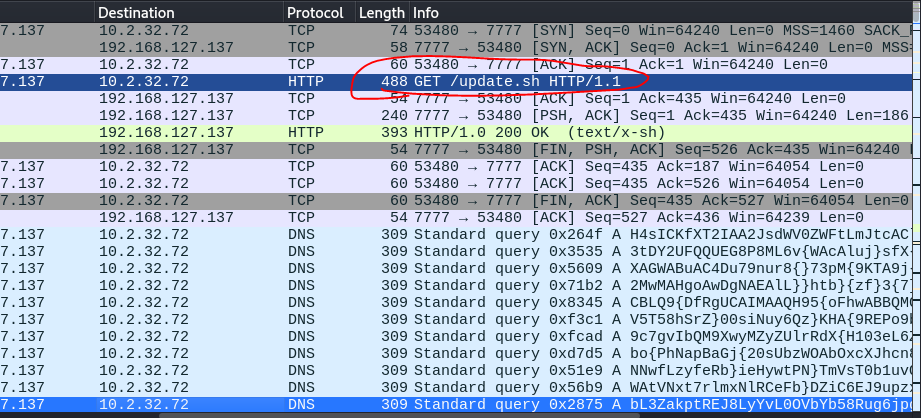 Destination Protocol Length Info
7.137 10.2.32.72 TCP 74 53480 → 7777 [SYN] Seq=0 Win=64240 Len=0 MSS=1460 SACK_
192.168.127.137 TCP 58 7777 → 53480 [SYN, ACK] Seq=0 Ack=1 Win=64240 Len=0 MSS
7.137 10.2.32.72 TCP 60 53480 → 7777 [ACK] Seq=1 Ack=1 Win=64240 Len=0
7.137 10.2.32.72 HTTP 488 GET /update.sh HTTP/1.1
192.168.127.137 TCP 54 7777 → 53480 [ACK] Seq=1 Ack=435 Win=64240 Len=0
192.168.127.137 TCP 240 7777 → 53480 [PSH, ACK] Seq=1 Ack=435 Win=64240 Len=186
192.168.127.137 HTTP 393 HTTP/1.0 200 OK (text/x-sh)
192.168.127.137 TCP 54 7777 → 53480 [FIN, PSH, ACK] Seq=526 Ack=435 Win=64240
7.137 10.2.32.72 TCP 60 53480 → 7777 [ACK] Seq=435 Ack=187 Win=64054 Len=0
7.137 10.2.32.72 TCP 60 53480 → 7777 [ACK] Seq=435 Ack=526 Win=64054 Len=0
7.137 10.2.32.72 TCP 60 53480 → 7777 [FIN, ACK] Seq=435 Ack=527 Win=64054 Len=0
192.168.127.137 TCP 54 7777 → 53480 [ACK] Seq=527 Ack=436 Win=64239 Len=0
7.137 10.2.32.72 DNS 309 Standard query 0x264f A H4sICKfXT2IAA2JsdWV0ZWFtLmJtcAC
7.137 10.2.32.72 DNS 309 Standard query 0x3535 A 3tDY2UFQQUEG8P8ML6v{WAcAluj}sfX
7.137 10.2.32.72 DNS 309 Standard query 0x5609 A XAGWABuAC4Du79nur8{}73pM{9KTA9j
7.137 10.2.32.72 DNS 309 Standard query 0x71b2 A 2MwMAHgoAwDgNAEAlL}}htb}{zf}3{7
7.137 10.2.32.72 DNS 309 Standard query 0x8345 A CBLQ9{DfRgUCAIMAAQH95{oFhwABBQM
7.137 10.2.32.72 DNS 309 Standard query 0xf3c1 A V5T58hSrZ}00siNuy6Qz}KHA{9REPo9
7.137 10.2.32.72 DNS 309 Standard query 0xfcad A 9c7gvIbQM9XwyMZyZUlrRdX{H103eL6
7.137 10.2.32.72 DNS 309 Standard query 0xd7d5 A bo{PhNapBaGj{20sUbzWOAbOxcXJhcn
7.137 10.2.32.72 DNS 309 Standard query 0x51e9 A NNwfLzyfeRb}ieHywtPN}TmVsT0b1uv
7.137 10.2.32.72 DNS 309 Standard query 0x56b9 A WAtVNxt7rlmxNlRCeFb}DZiC6EJ9upz
7.137 10.2.32.72 DNS 309 Standard query 0x2875 A bL3ZakptREJ8LyYvL0OVbYb58Rug6jp